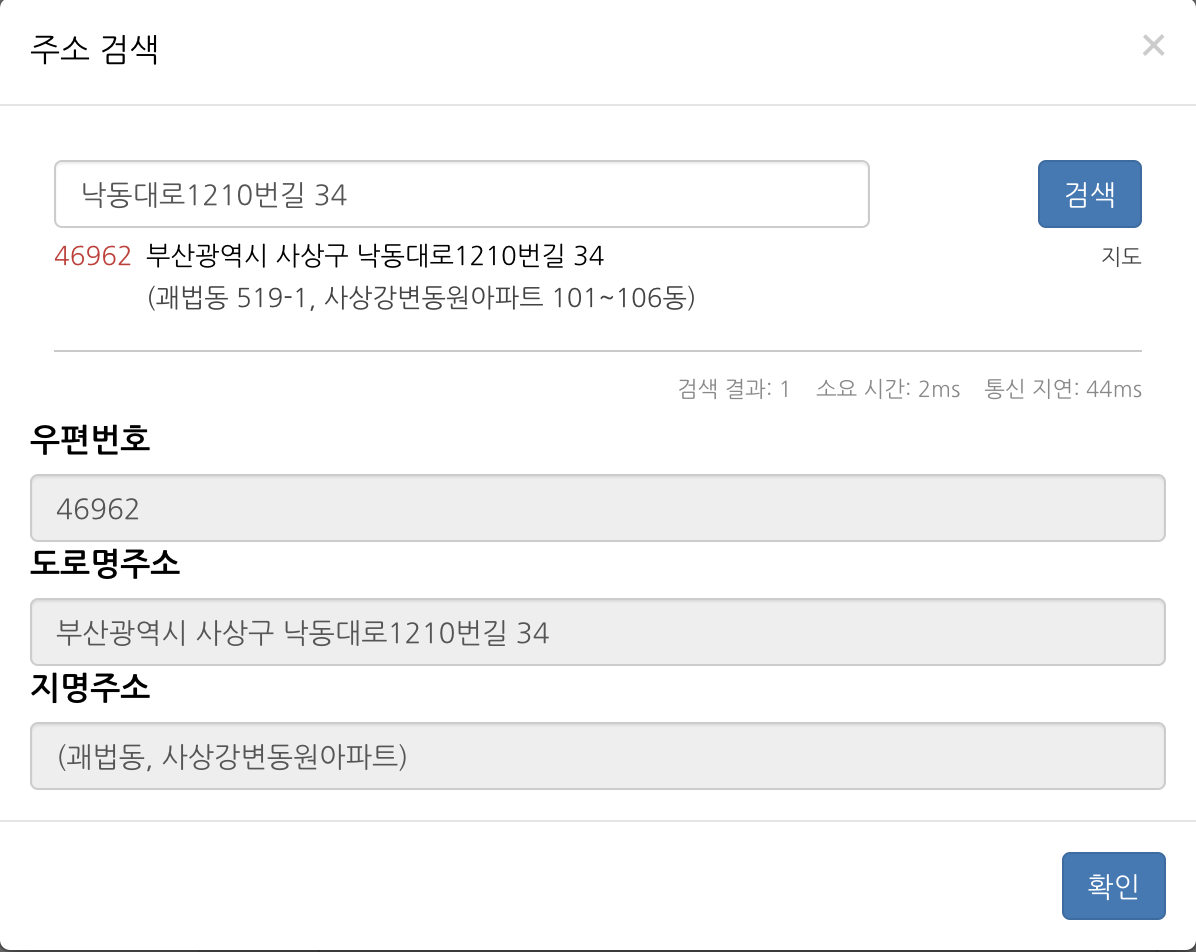 주소 검색
×
낙동대로1210번길 34
검색
46962 부산광역시 사상구 낙동대로1210번길 34
지도
(괘법동 519-1, 사상강변동원아파트 101~106동)
검색 결과: 1 소요 시간: 2ms 통신 지연: 44ms
우편번호
46962
도로명주소
부산광역시 사상구 낙동대로1210번길 34
지명주소
(괘법동, 사상강변동원아파트)
확인